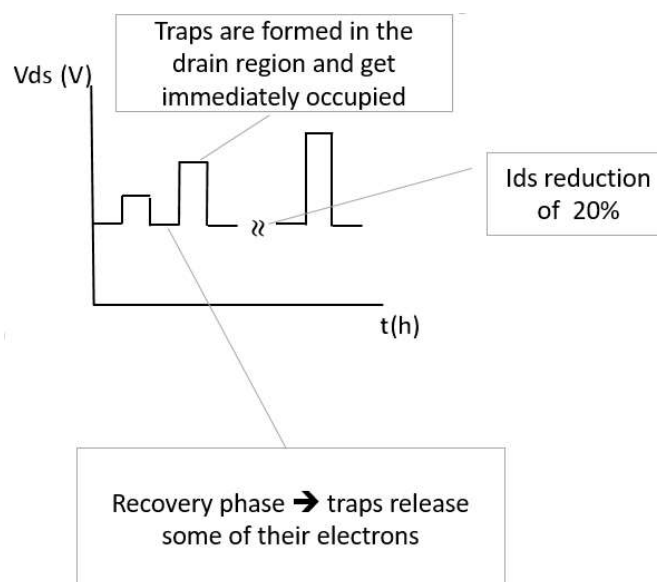 Traps are formed in the
drain region and get
immediately occupied
Vds (V)
Ids reduction
of 20%
t(h)
Recovery phase ➔ traps release
some of their electrons